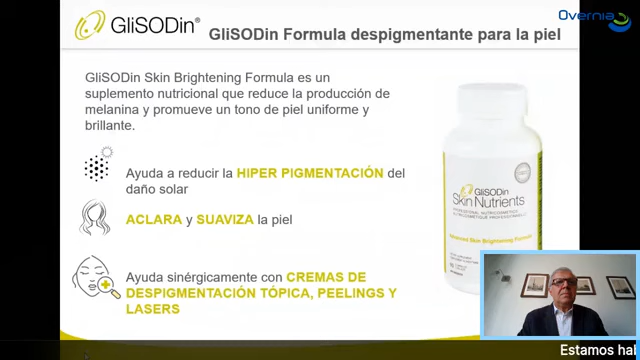 GliSODin®
GliSODin Formula despigmentante para la piel
Overnia
GliSODin Skin Brightening Formula es un
suplemento nutricional que reduce la producción de
melanina y promueve un tono de piel uniforme y
brillante.
Ayuda a reducir la HIPER PIGMENTACIÓN del
daño solar
ACLARA y SUAVIZA la piel
Ayuda sinérgicamente con CREMAS DE
DESPIGMENTACIÓN TÓPICA, PEELINGS Y
LASERS
GliSODin
Skin Nutrients
Advanced Skin Brightening Formula
Estamos hal